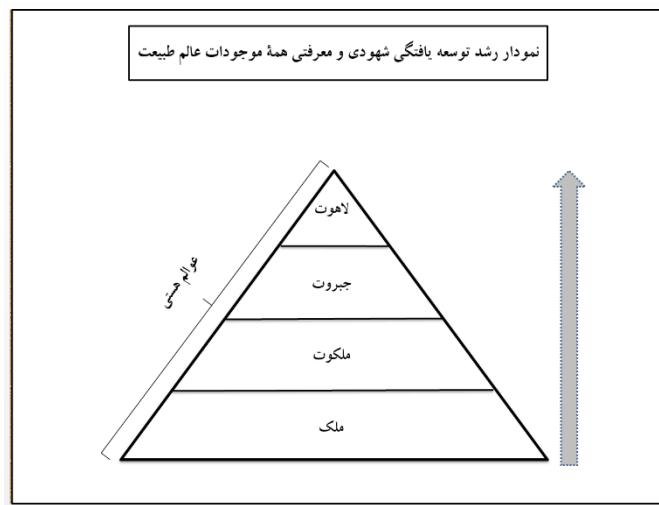 نمودار رشد توسعه یافتگی شهودی و معرفتی همهٔ موجودات عالم طبیعت
لاهوت
جبروت
ملکوت
ملک
عوالم هستی